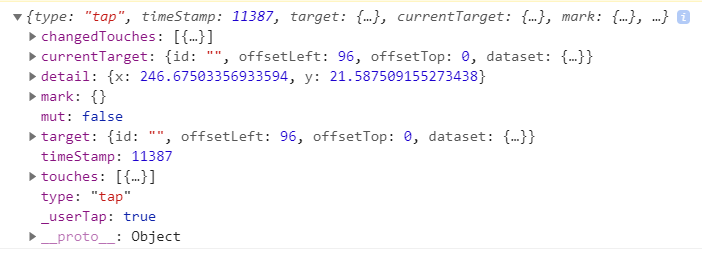 ▼{type: "tap", timeStamp: 11387, target: {…}, currentTarget: {…}, mark: {…}, …} i
▶changedTouches: [{…}]
▶currentTarget: {id: "", offsetLeft: 96, offsetTop: 0, dataset: {…}}
▶detail: {x: 246.67503356933594, y: 21.587509155273438}
▶mark: {}
mut: false
▶target: {id: "", offsetLeft: 96, offsetTop: 0, dataset: {…}}
timeStamp: 11387
▶touches: [{…}]
type: "tap"
_userTap: true
▶__proto__: Object